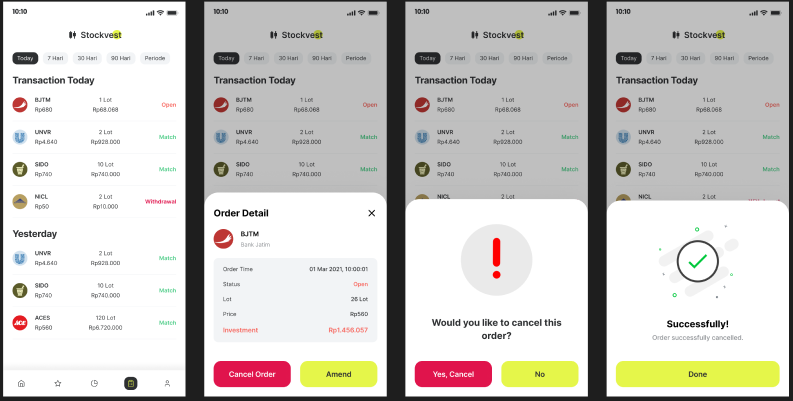 10:10
Stockvest
Today 7 Hari 30 Hari 90 Hari Periode
Transaction Today
BJTM 1 Lot Open
Rp680 Rp68.068
UNVR 2 Lot Match
Rp4.640 Rp928.000
SIDO 10 Lot Match
Rp740 Rp740.000
NICL 2 Lot Withdrawal
Rp50 Rp10.000
Yesterday
UNVR 2 Lot Match
Rp4.640 Rp928.000
SIDO 10 Lot Match
Rp740 Rp740.000
ACE
ACES 120 Lot Match
Rp560 Rp6.720.000
10:10
Stockvest
Today 7 Hari 30 Hari 90 Hari Periode
Transaction Today
BJTM 1 Lot Open
Rp680 Rp68.068
UNVR 2 Lot Match
Rp4.640 Rp928.000
SIDO 10 Lot Match
Rp740 Rp740.000
Order Detail
BJTM
Bank Jatim
Order Time 01 Mar 2021, 10:00:01
Status Open
Lot 26 Lot
Price Rp560
Investment Rp1.456.057
Cancel Order Amend
10:10
Stockvest
Today 7 Hari 30 Hari 90 Hari Periode
Transaction Today
BJTM 1 Lot Open
Rp680 Rp68.068
UNVR 2 Lot Match
Rp4.640 Rp928.000
SIDO 10 Lot Match
Rp740 Rp740.000
NICL 2 Lot
Would you like to cancel this
order?
Yes, Cancel No
10:10
Stockvest
Today 7 Hari 30 Hari 90 Hari Periode
Transaction Today
BJTM 1 Lot Open
Rp680 Rp68.068
UNVR 2 Lot Match
Rp4.640 Rp928.000
SIDO 10 Lot Match
Rp740 Rp740.000
NICL 2 Lot
Successfully!
Order successfully cancelled.
Done